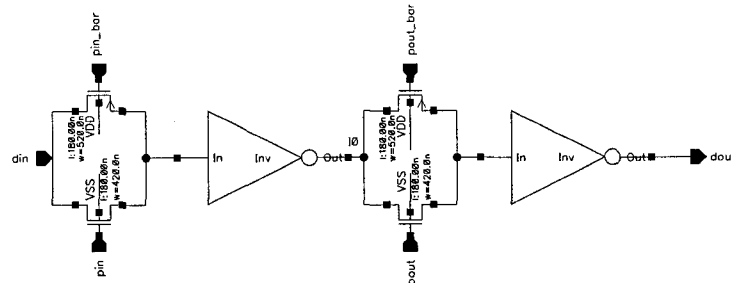 pin_bar
pout_bar
l:180.00n
w=520.0n
VDD
l:180.00n
w=520.0n
VDD
din
In
Inv
Out
]0
In
Inv
Out
dou
VSS
l:180.00n
w=420.0n
VSS
l:180.00n
w=420.0n
pin
pout